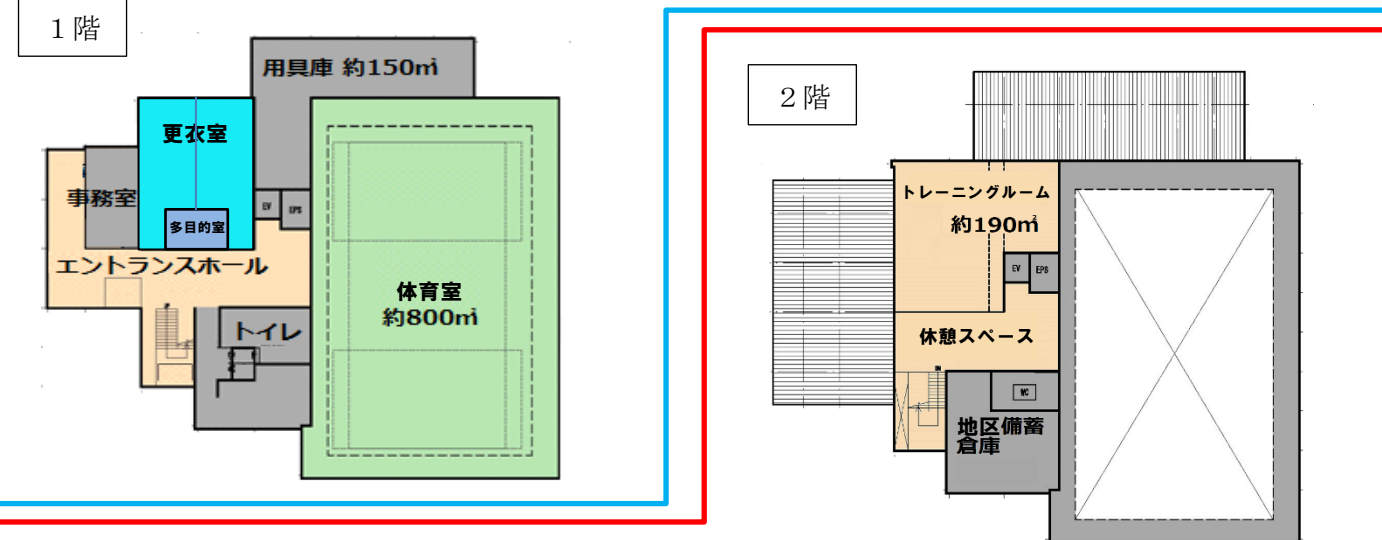 1階
用具庫 約150㎡
更衣室
事務室
多目的室
EV
EPS
エントランスホール
体育室
約800㎡
トイレ
2階
トレーニングルーム
約190㎡
EV
EPS
休憩スペース
DN
WC
地区備蓄
倉庫